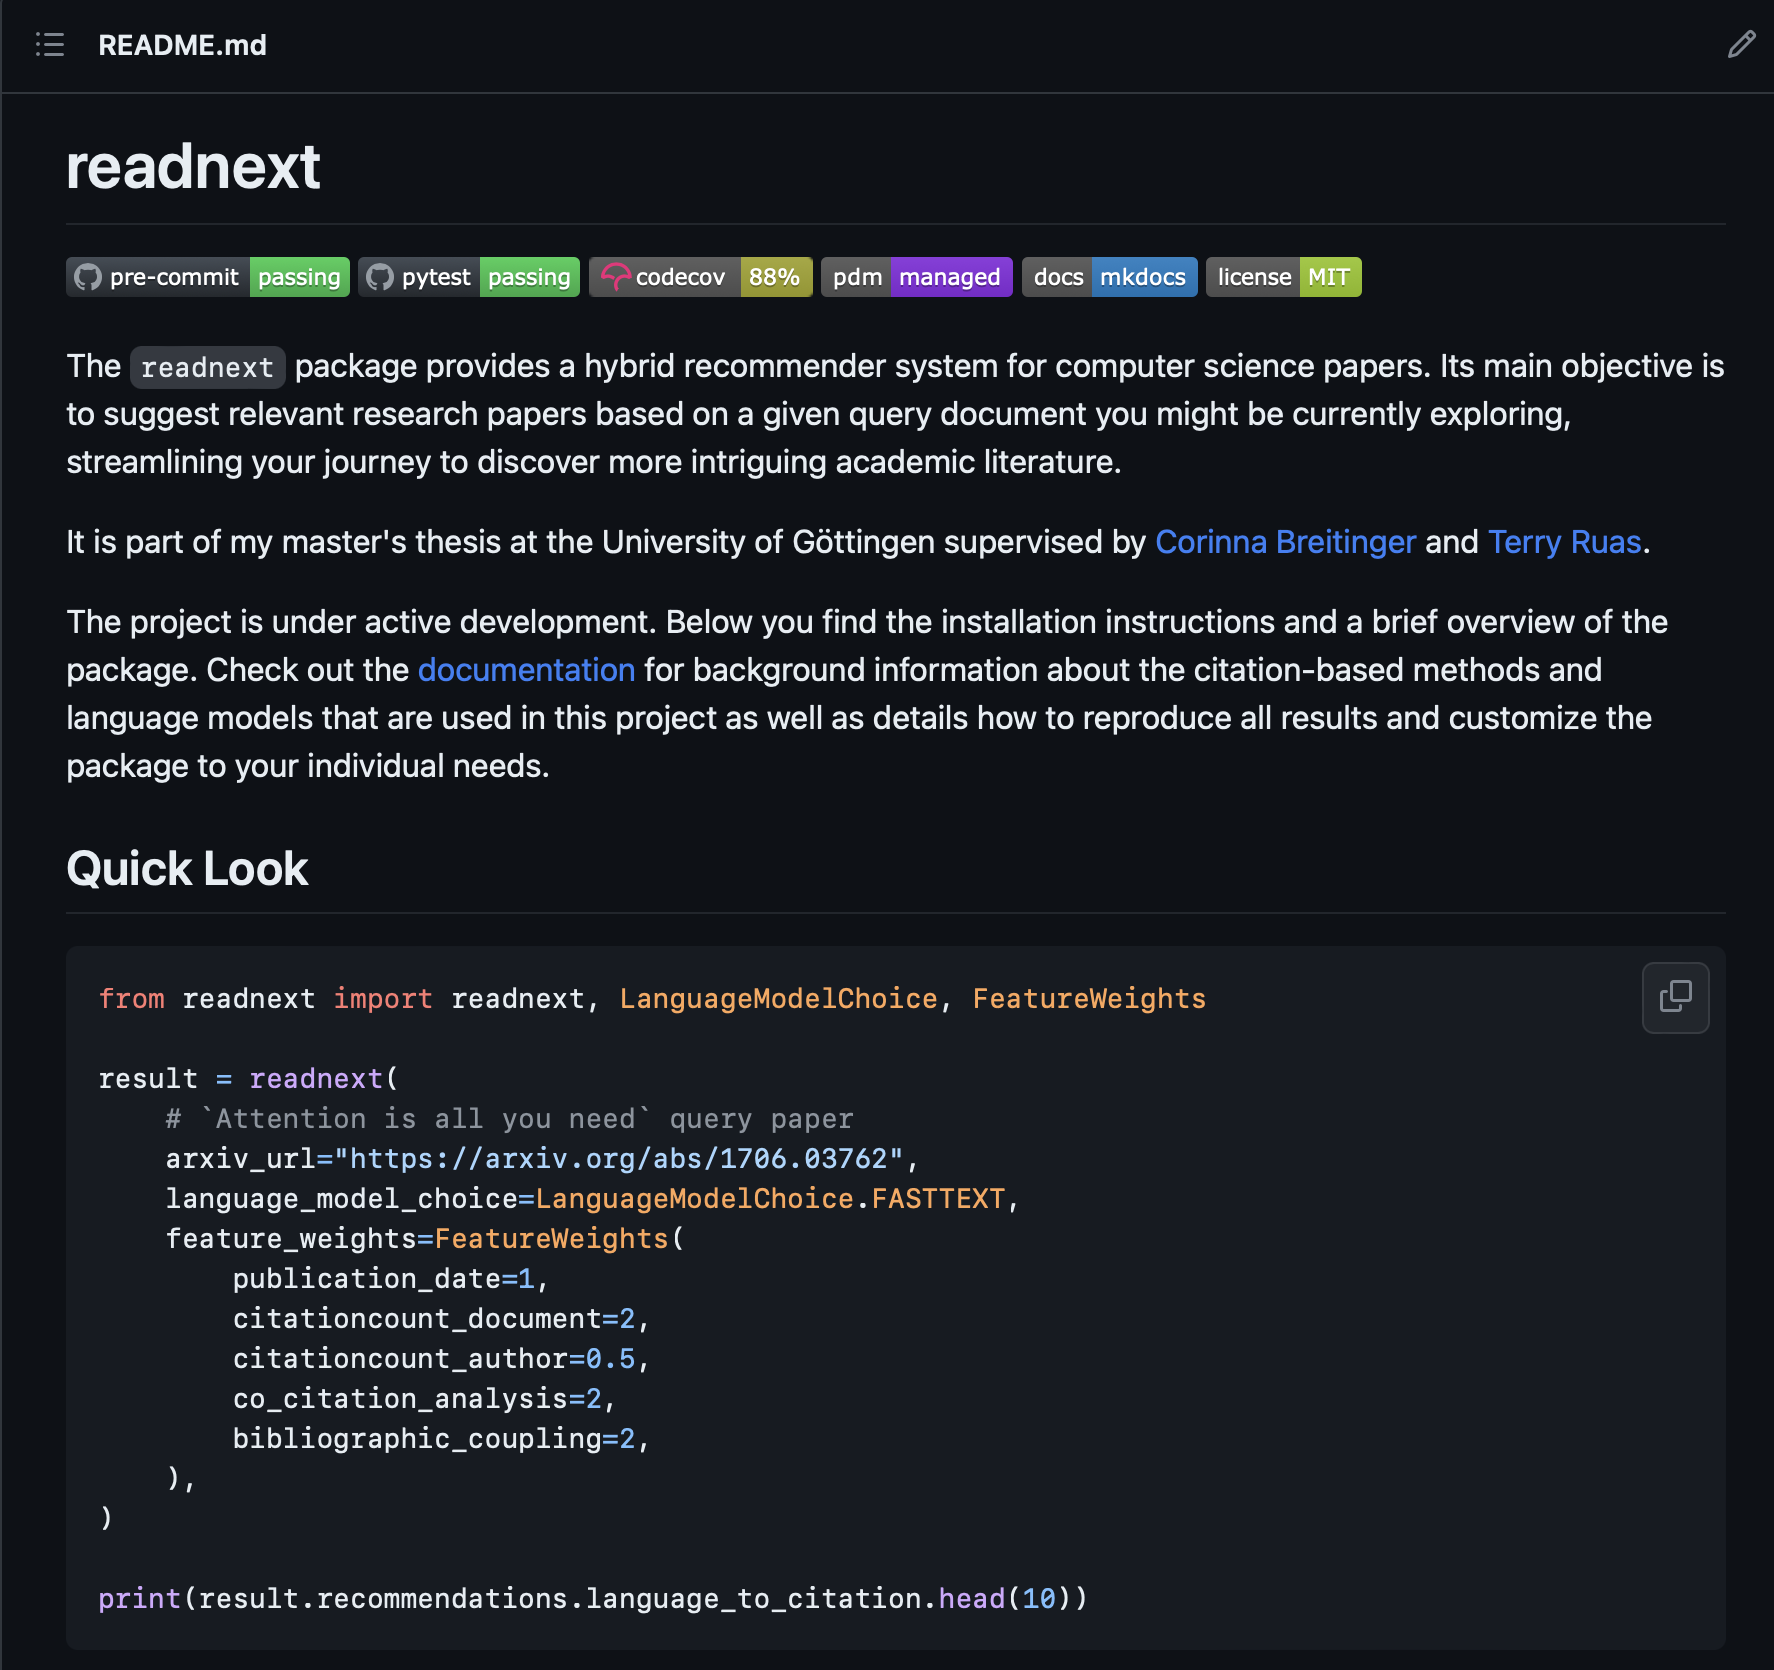 README.md
readnext
pre-commit passing pytest passing codecov 88% pdm managed docs mkdocs license MIT
The readnext package provides a hybrid recommender system for computer science papers. Its main objective is
to suggest relevant research papers based on a given query document you might be currently exploring,
streamlining your journey to discover more intriguing academic literature.
It is part of my master's thesis at the University of Göttingen supervised by Corinna Breitinger and Terry Ruas.
The project is under active development. Below you find the installation instructions and a brief overview of the
package. Check out the documentation for background information about the citation-based methods and
language models that are used in this project as well as details how to reproduce all results and customize the
package to your individual needs.
Quick Look
from readnext import readnext, LanguageModelChoice, FeatureWeights
result = readnext(
    # `Attention is all you need` query paper
    arxiv_url="https://arxiv.org/abs/1706.03762",
    language_model_choice=LanguageModelChoice.FASTTEXT,
    feature_weights=FeatureWeights(
        publication_date=1,
        citationcount_document=2,
        citationcount_author=0.5,
        co_citation_analysis=2,
        bibliographic_coupling=2,
    ),
)
print(result.recommendations.language_to_citation.head(10))